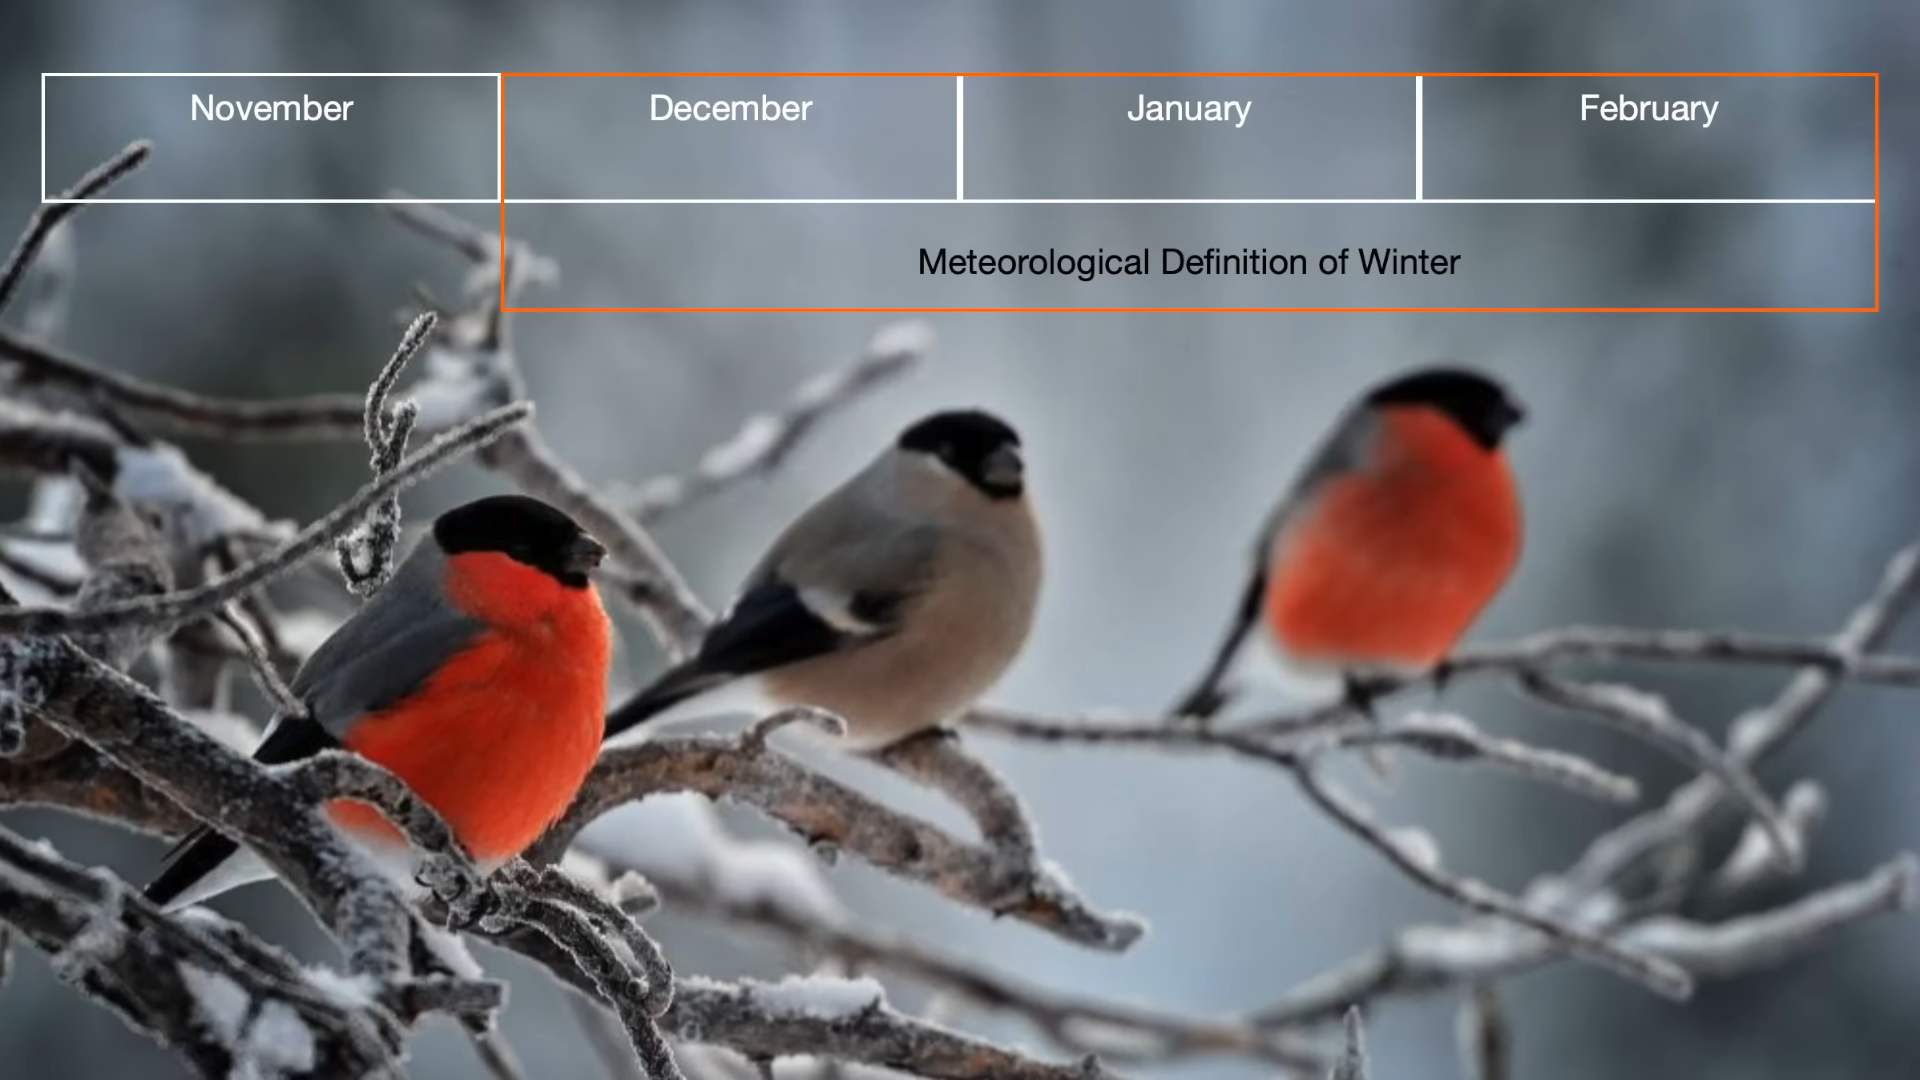 November
December
January
February
Meteorological Definition of Winter